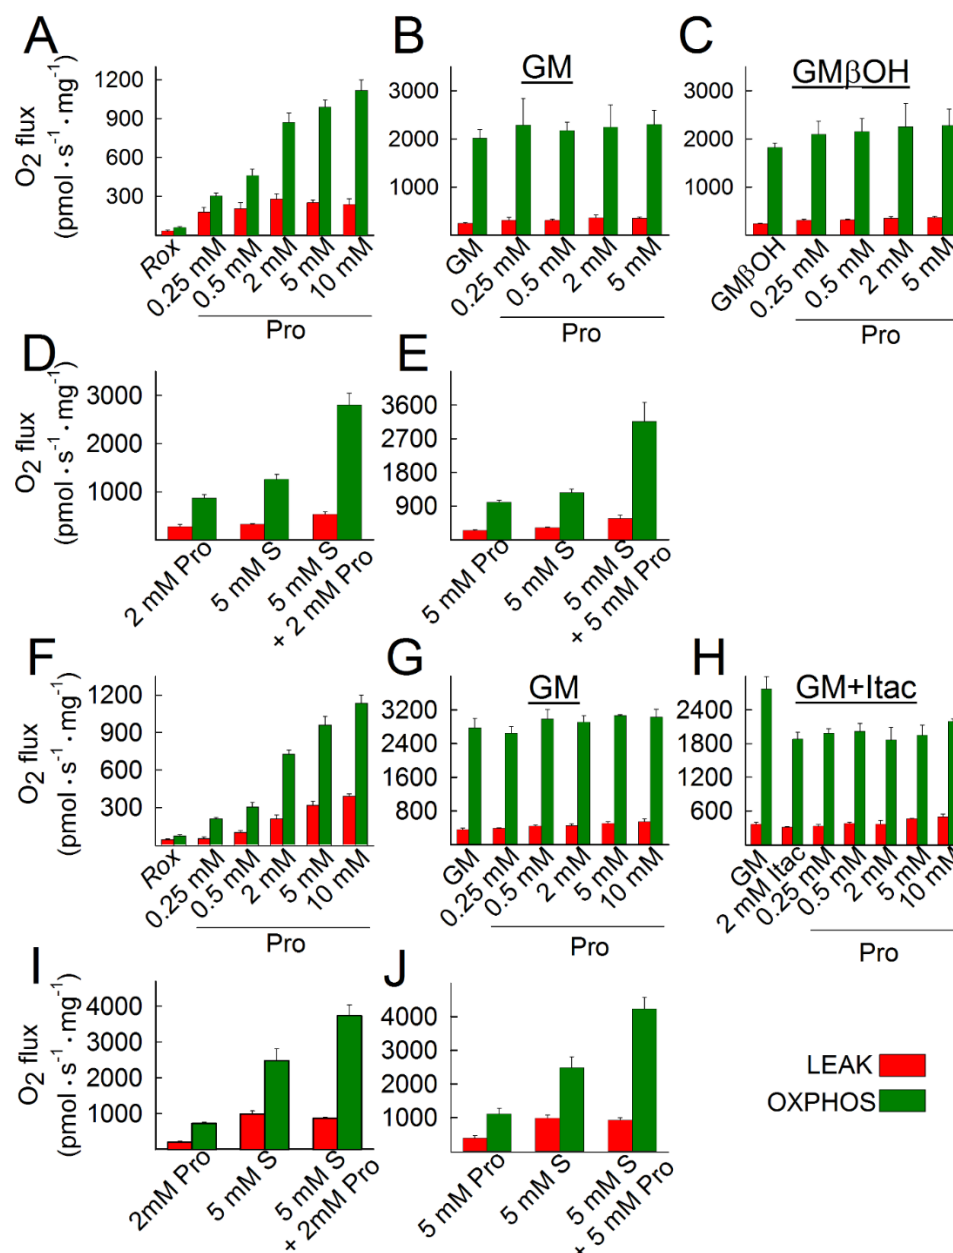 A
O2 flux
(pmol · s-1 · mg-1)
1200
900
600
300
Rox
0.25 mM
0.5 mM
2 mM
5 mM
10 mM
Pro
B
GM
3000
2000
1000
GM
0.25 mM
0.5 mM
2 mM
5 mM
Pro
C
GMβOH
3000
2000
1000
GMβOH
0.25 mM
0.5 mM
2 mM
5 mM
Pro
D
O2 flux
(pmol · s-1 · mg-1)
3000
2000
1000
2 mM Pro
5 mM S
5 mM S
+ 2 mM Pro
E
3600
2700
1800
900
5 mM Pro
5 mM S
5 mM S
+ 5 mM Pro
F
O2 flux
(pmol · s-1 · mg-1)
1200
900
600
300
Rox
0.25 mM
0.5 mM
2 mM
5 mM
10 mM
Pro
G
GM
3200
2400
1600
800
GM
0.25 mM
0.5 mM
2 mM
5 mM
10 mM
Pro
H
GM+Itac
2400
1800
1200
600
GM
2 mM Itac
0.25 mM
0.5 mM
2 mM
5 mM
10 mM
Pro
I
O2 flux
(pmol · s-1 · mg-1)
4000
3000
2000
1000
2mM Pro
5 mM S
5 mM S
+ 2mM Pro
J
4000
3000
2000
1000
5 mM Pro
5 mM S
5 mM S
+ 5 mM Pro
LEAK
OXPHOS